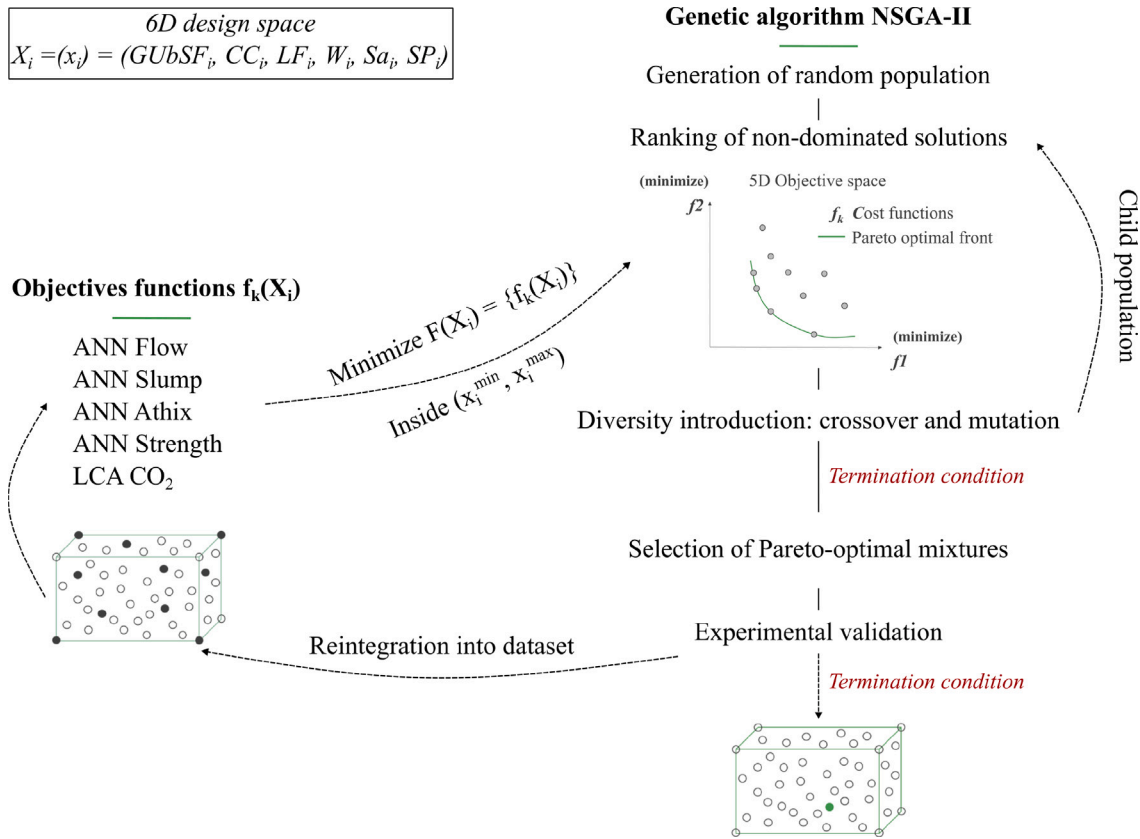 6D design space
X_i =(x_i) = (GUbSF_i, CC_i, LF_i, W_i, Sa_i, SP_i)
Genetic algorithm NSGA-II
Generation of random population
Ranking of non-dominated solutions
(minimize)
5D Objective space
f2
f_k Cost functions
Pareto optimal front
(minimize)
f1
Child population
Objectives functions f_k(X_i)
ANN Flow
ANN Slump
ANN Athix
ANN Strength
LCA CO₂
Minimize F(X_i) = {f_k(X_i)}
Inside (x_i^min , x_i^max)
Diversity introduction: crossover and mutation
Termination condition
Selection of Pareto-optimal mixtures
Experimental validation
Reintegration into dataset
Termination condition